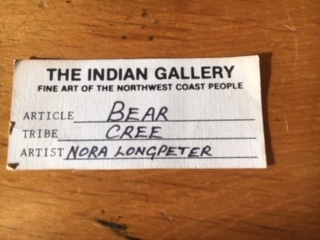 THE INDIAN GALLERY
FINE ART OF THE NORTHWEST COAST PEOPLE
ARTICLE BEAR
TRIBE CREE
ARTIST NORA LONGPETER